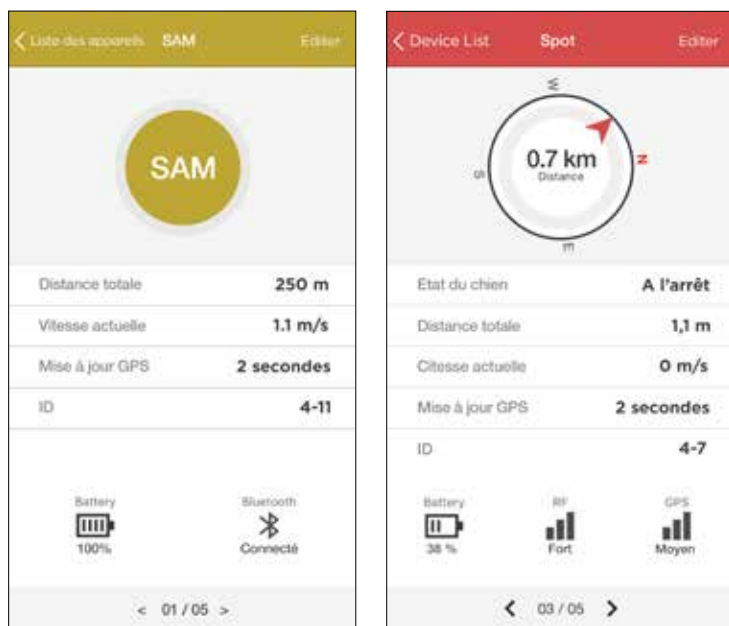 Liste des appareils SAM Editer
SAM
Distance totale 250 m
Vitesse actuelle 1.1 m/s
Mise à jour GPS 2 secondes
ID 4-11
Battery Bluetooth
100% Connecté
< 01 / 05 >
Device List Spot Editer
W
N
S
E
0.7 km
Distance
Etat du chien A l'arrêt
Distance totale 1,1 m
Citesse actuelle 0 m/s
Mise à jour GPS 2 secondes
ID 4-7
Battery RF GPS
38 % Fort Moyen
03 / 05